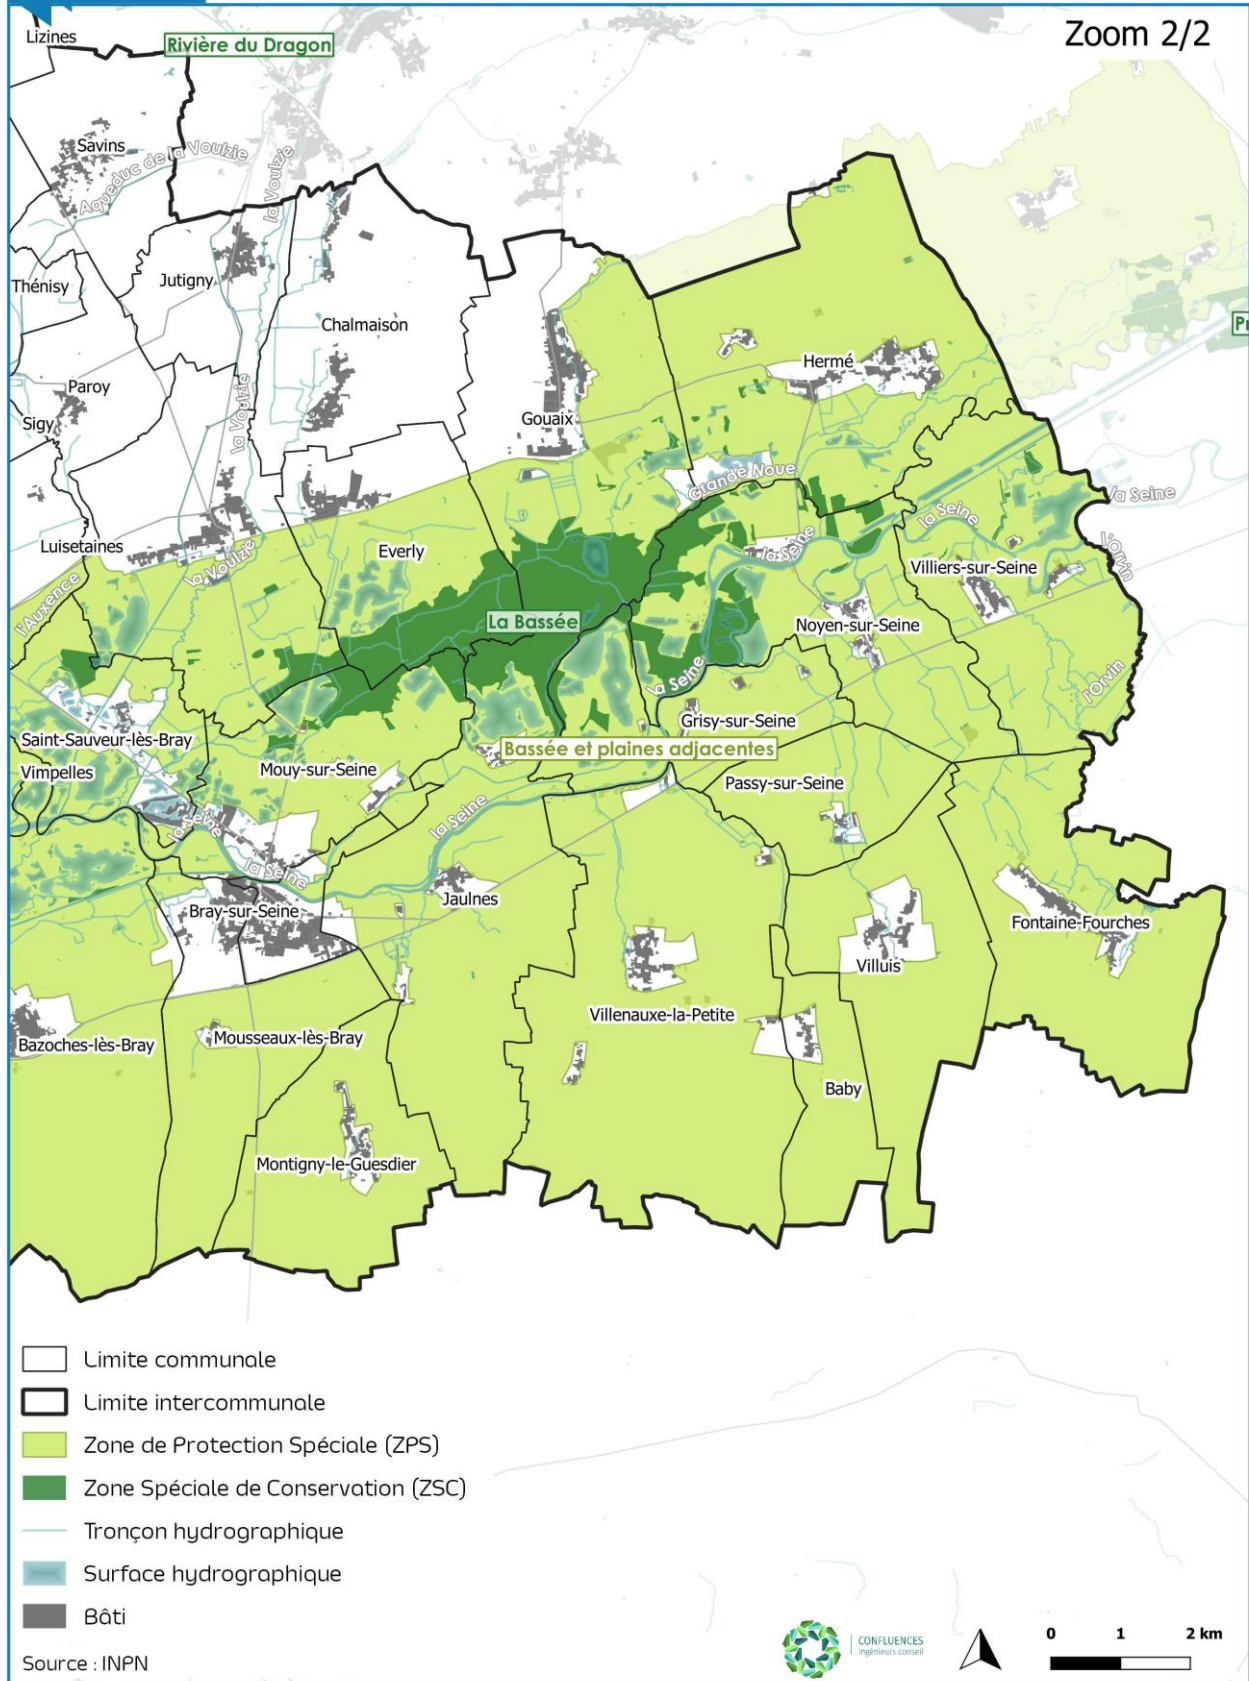 Zoom 2/2
Lizines
Rivière du Dragon
Savins
Aqueduc de la Voulzie
la Voulzie
Thénisy
Jutigny
Chalmaison
Hermé
Paroy
Sigy
la Voulzie
Gouaix
Grande Noue
la Seine
la Seine
la Seine
l'Orvin
Luisetaines
la Voulzie
Everly
Villiers-sur-Seine
l'Auxence
La Bassée
Noyen-sur-Seine
la Seine
l'Orvin
Saint-Sauveur-lès-Bray
Grisy-sur-Seine
Bassée et plaines adjacentes
Vimpelles
Mouy-sur-Seine
Passy-sur-Seine
la Seine
la Seine
la Seine
Jaulnes
Bray-sur-Seine
Fontaine-Fourches
Villuis
Villenauxe-la-Petite
Bazoches-lès-Bray
Mousseaux-lès-Bray
Baby
Montigny-le-Guesdier
Limite communale
Limite intercommunale
Zone de Protection Spéciale (ZPS)
Zone Spéciale de Conservation (ZSC)
Tronçon hydrographique
Surface hydrographique
Bâti
Source : INPN
CONFLUENCES
Ingénieurs conseil
0 1 2 km